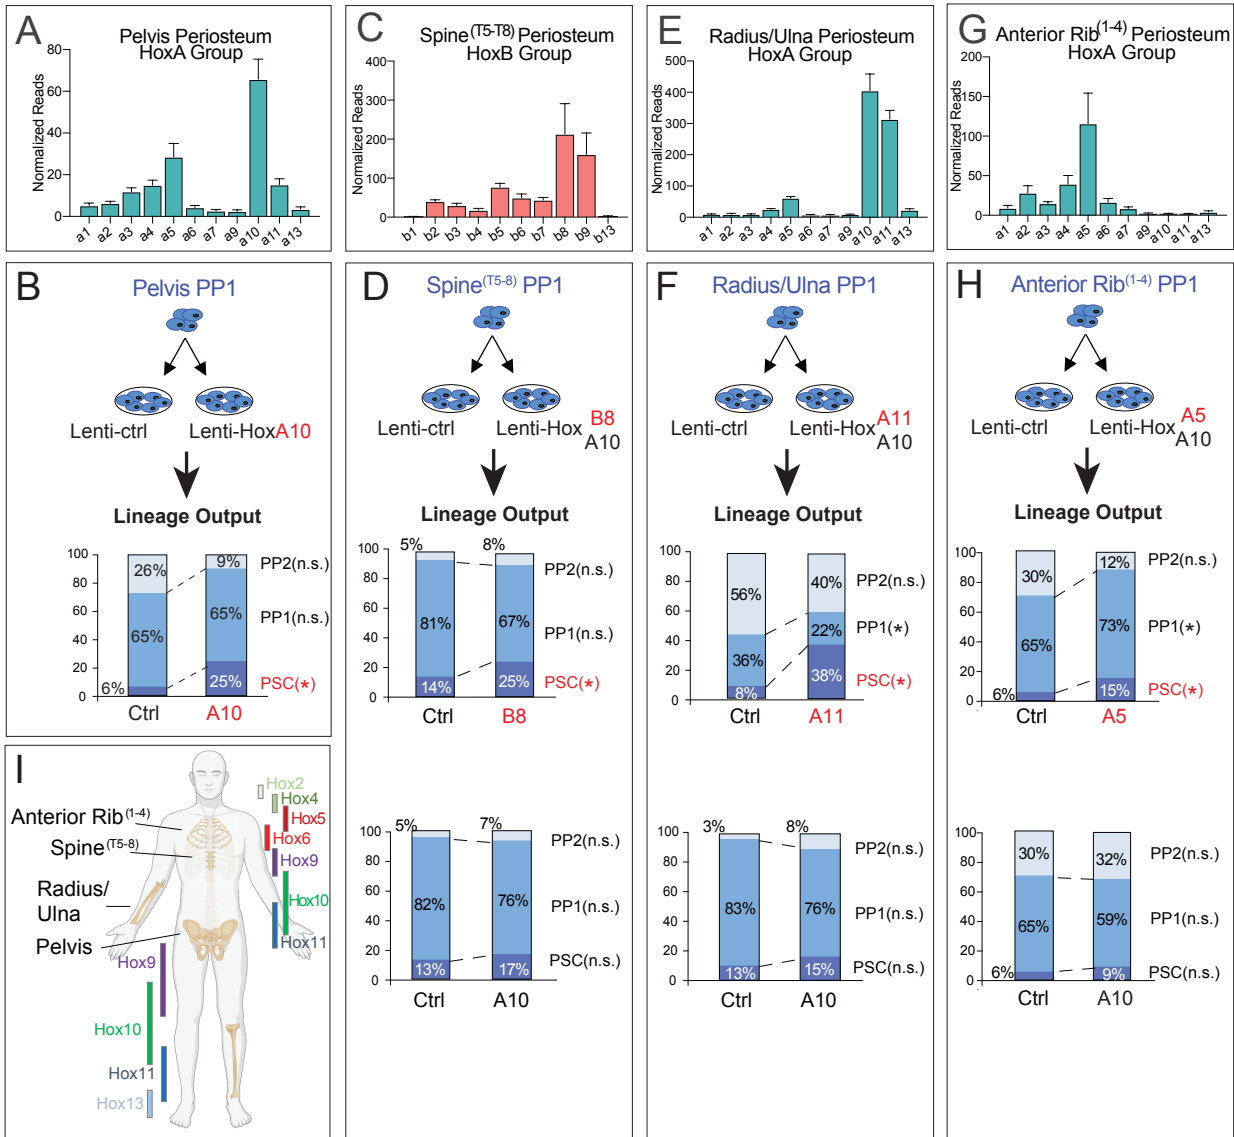 A
Pelvis Periosteum
HoxA Group
Normalized Reads
80
60
40
20
0
a1 a2 a3 a4 a5 a6 a7 a9 a10 a11 a13
C
Spine(T5-T8) Periosteum
HoxB Group
Normalized Reads
400
300
200
100
0
b1 b2 b3 b4 b5 b6 b7 b8 b9 b13
E
Radius/Ulna Periosteum
HoxA Group
Normalized Reads
500
400
300
200
100
0
a1 a2 a3 a4 a5 a6 a7 a9 a10 a11 a13
G
Anterior Rib(1-4) Periosteum
HoxA Group
Normalized Reads
200
150
100
50
0
a1 a2 a3 a4 a5 a6 a7 a9 a10 a11 a13
B
Pelvis PP1
Lenti-ctrl Lenti-HoxA10
Lineage Output
100
80
60
40
20
0
26% 9% PP2(n.s.)
65% 65% PP1(n.s.)
6% 25% PSC(*)
Ctrl A10
D
Spine(T5-8) PP1
Lenti-ctrl Lenti-Hox B8
A10
Lineage Output
100
80
60
40
20
0
5% 8% PP2(n.s.)
81% 67% PP1(n.s.)
14% 25% PSC(*)
Ctrl B8
100
80
60
40
20
0
5% 7% PP2(n.s.)
82% 76% PP1(n.s.)
13% 17% PSC(n.s.)
Ctrl A10
F
Radius/Ulna PP1
Lenti-ctrl Lenti-Hox A11
A10
Lineage Output
100
80
60
40
20
0
56% 40% PP2(n.s.)
36% 22% PP1(*)
8% 38% PSC(*)
Ctrl A11
100
80
60
40
20
0
3% 8% PP2(n.s.)
83% 76% PP1(n.s.)
13% 15% PSC(n.s.)
Ctrl A10
H
Anterior Rib(1-4) PP1
Lenti-ctrl Lenti-Hox A5
A10
Lineage Output
100
80
60
40
20
0
30% 12% PP2(n.s.)
65% 73% PP1(*)
6% 15% PSC(*)
Ctrl A5
100
80
60
40
20
0
30% 32% PP2(n.s.)
65% 59% PP1(n.s.)
6% 9% PSC(n.s.)
Ctrl A10
I
Anterior Rib(1-4)
Spine(T5-8)
Radius/
Ulna
Pelvis
Hox2
Hox4
Hox5
Hox6
Hox9
Hox10
Hox11
Hox9
Hox10
Hox11
Hox13